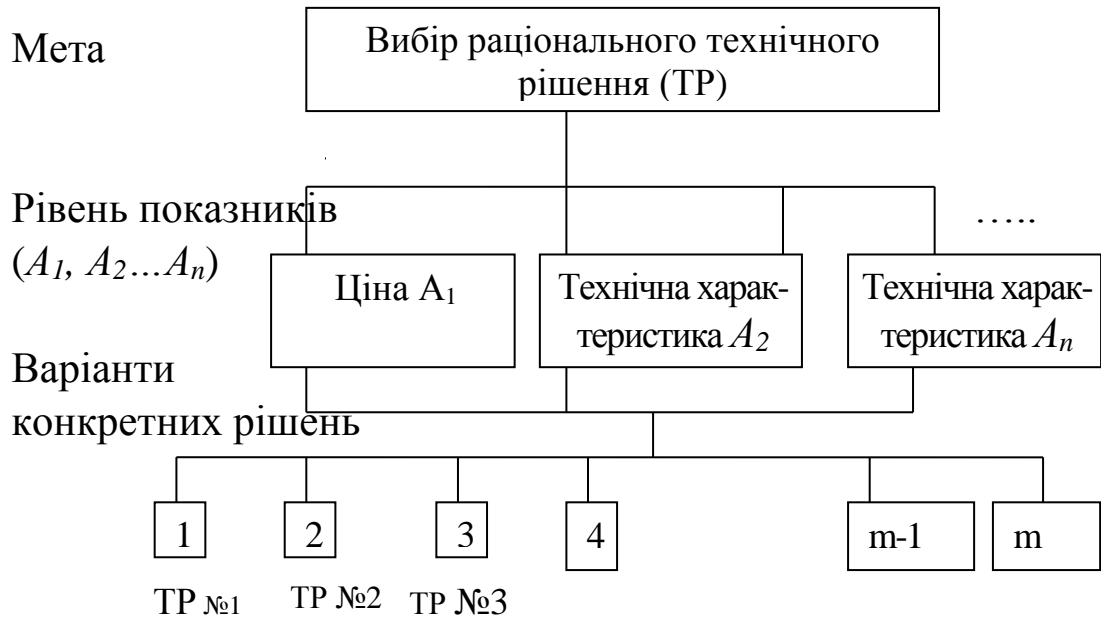 Мета
Вибір раціонального технічного
рішення (ТР)
Рівень показників
(A1, A2…An)
…..
Ціна А1
Технічна харак-
теристика A2
Технічна харак-
теристика An
Варіанти
конкретних рішень
1
2
3
4
m-1
m
ТР №1
ТР №2
ТР №3